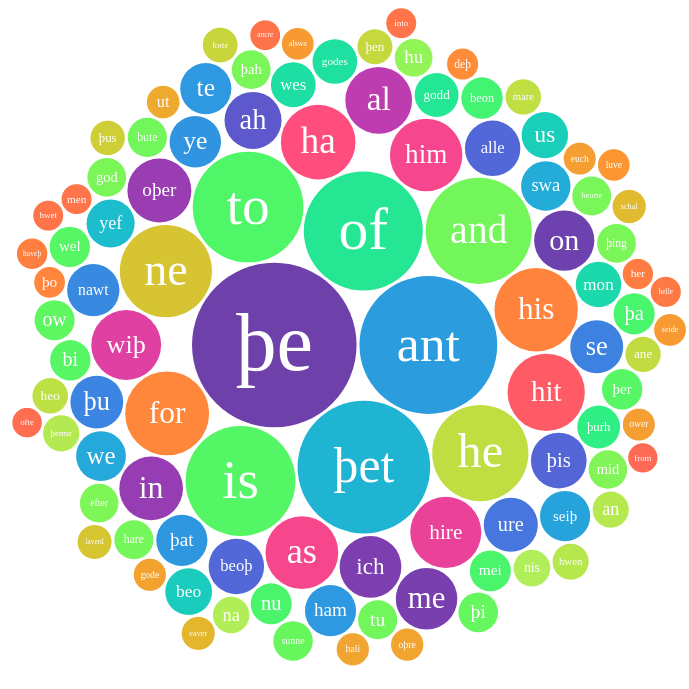 into
ancre
alswa
forte
þen
hu
godes
deþ
þah
wes
te
al
godd
beon
mare
ut
ah
ha
us
þus
bute
ye
him
alle
euch
luve
god
oþer
to
of
and
swa
heorte
schal
men
hwet
yef
on
þing
wel
haveþ
ne
her
helle
þo
nawt
his
mon
þa
ow
þe
ant
se
seide
wiþ
ane
bi
hit
þer
heo
þu
for
ofte
þenne
þurh
ower
we
is
þet
he
þis
mid
from
in
efter
an
laverd
hare
þat
as
hire
ure
seiþ
gode
beoþ
ich
mei
nis
hwen
beo
na
nu
ham
me
tu
þi
eaver
sunne
hali
oþre